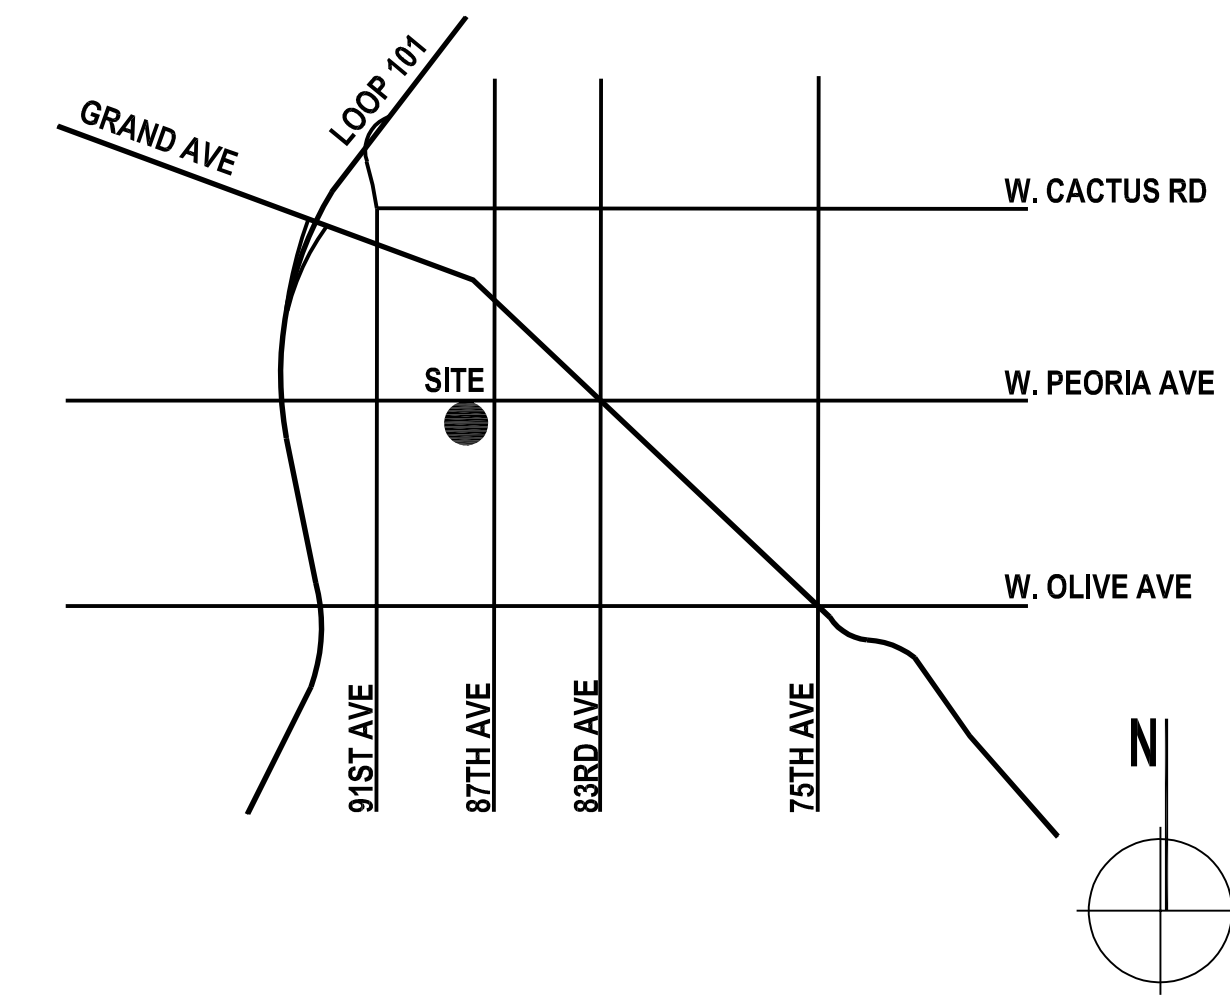 LOOP 101
GRAND AVE
W. CACTUS RD
SITE
W. PEORIA AVE
W. OLIVE AVE
91ST AVE
87TH AVE
83RD AVE
75TH AVE
N